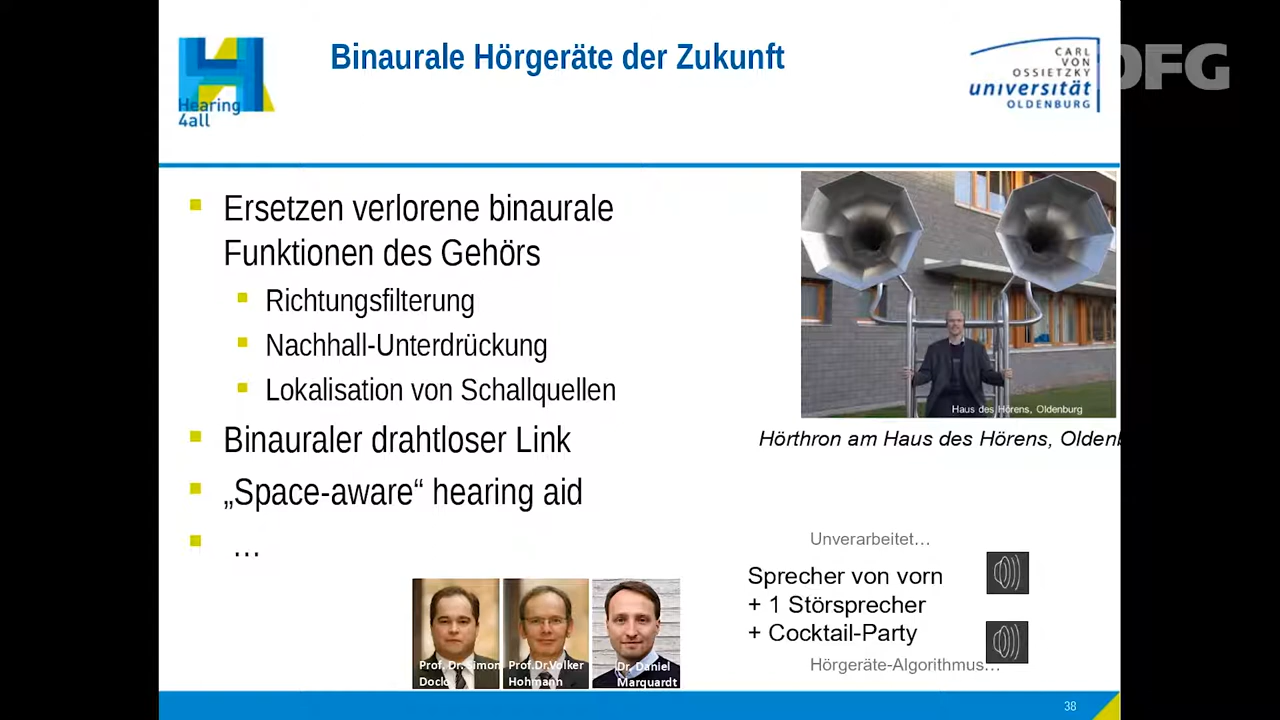 Binaurale Hörgeräte der Zukunft
Hearing
4all
CARL
VON
OSSIETZKY
universität
OLDENBURG
DFG
Ersetzen verlorene binaurale
Funktionen des Gehörs
Richtungsfilterung
Nachhall-Unterdrückung
Lokalisation von Schallquellen
Binauraler drahtloser Link
„Space-aware“ hearing aid
…
Haus des Hörens, Oldenburg
Hörthron am Haus des Hörens, Oldenb
Unverarbeitet…
Sprecher von vorn
+ 1 Störsprecher
+ Cocktail-Party
Hörgeräte-Algorithmus…
Prof. Dr. Simon
Doclo
Prof.Dr.Volker
Hohmann
Dr. Daniel
Marquardt
38